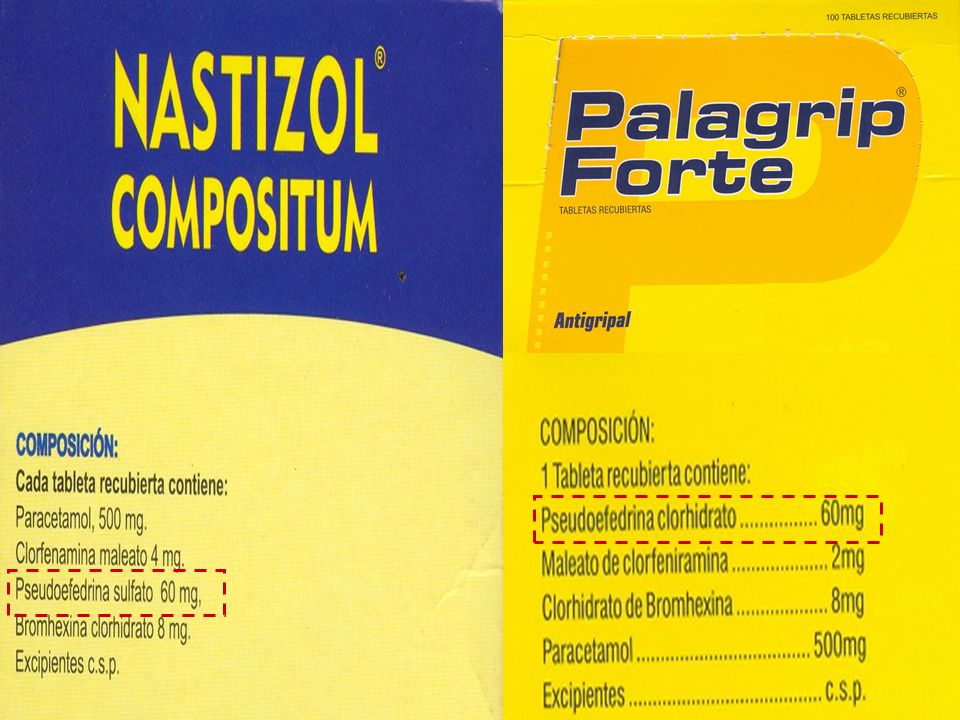 NASTIZOL®
COMPOSITUM
COMPOSICIÓN:
Cada tableta recubierta contiene:
Paracetamol, 500 mg.
Clorfenamina maleato 4 mg.
Pseudoefedrina sulfato 60 mg,
Bromhexina clorhidrato 8 mg.
Excipientes c.s.p.
100 TABLETAS RECUBIERTAS
Palagrip®
Forte
TABLETAS RECUBIERTAS
Antigripal
COMPOSICIÓN:
1 Tableta recubierta contiene:
Pseudoefedrina clorhidrato ................ 60mg
Maleato de clorfeniramina .................... 2mg
Clorhidrato de Bromhexina ................... 8mg
Paracetamol .................................... 500mg
Excipientes ........................................ c.s.p.